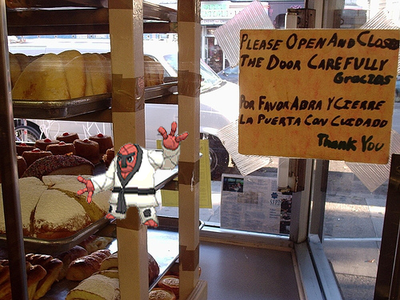 PLEASE OPEN AND CLOSE
THE DOOR CAREFULLY
Gracias
POR FAVOR ABRA Y CIERRE
LA PUERTA CON CUIDADO
Thank You